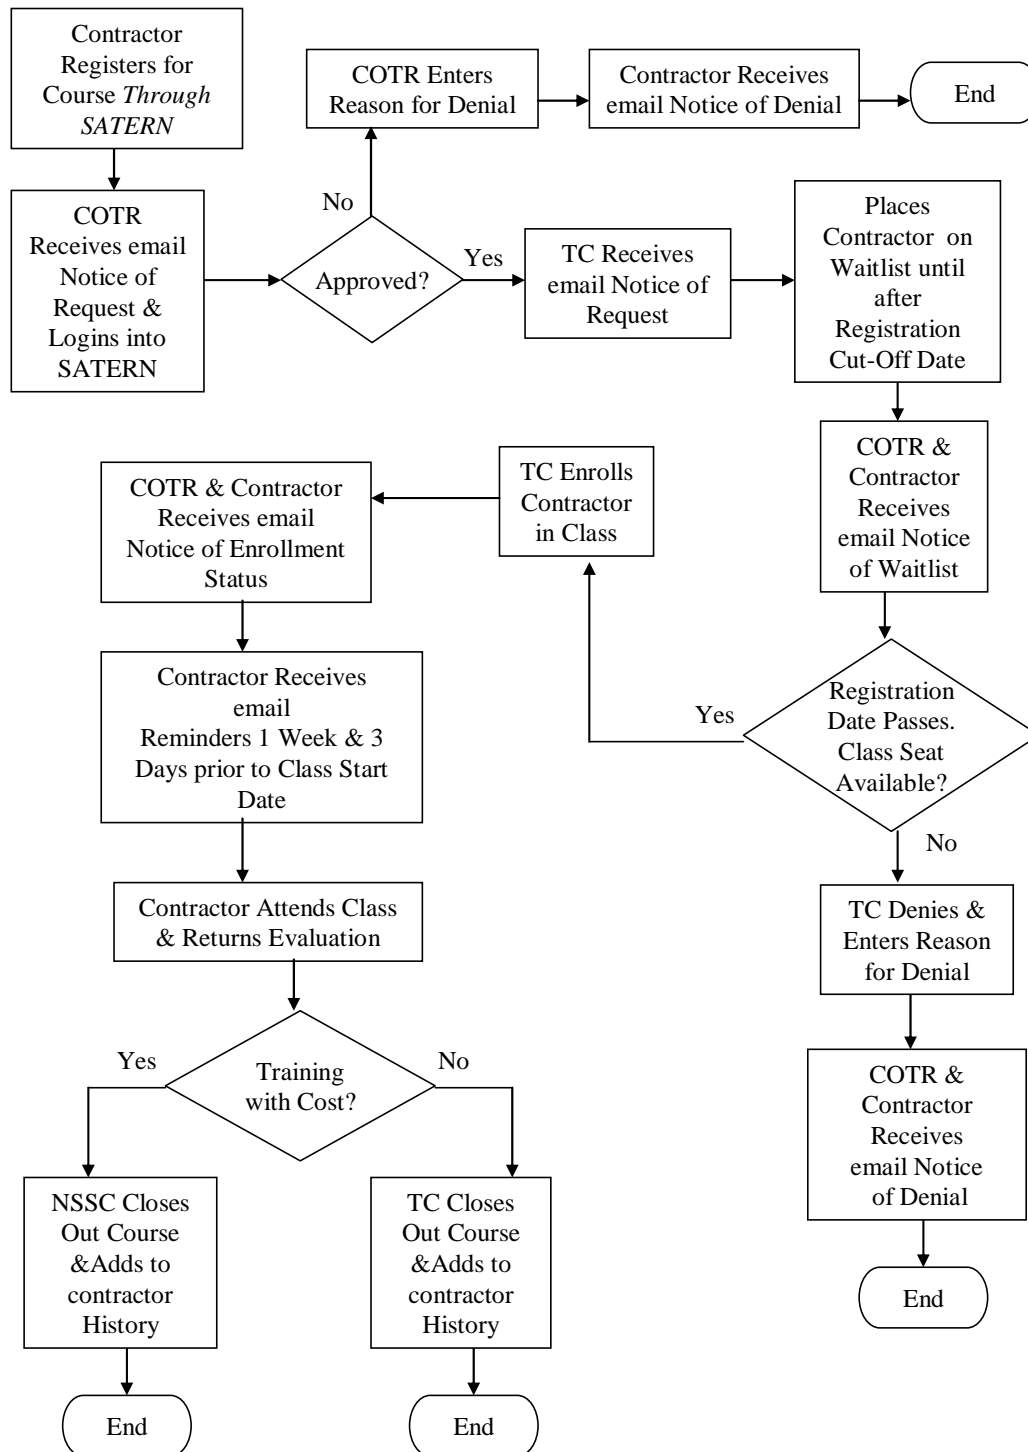 Contractor
Registers for
Course Through
SATERN
COTR Enters
Reason for Denial
Contractor Receives
email Notice of Denial
End
No
COTR
Receives email
Notice of
Request &
Logins into
SATERN
Approved?
Yes
TC Receives
email Notice of
Request
Places
Contractor on
Waitlist until
after
Registration
Cut-Off Date
COTR &
Contractor
Receives
email Notice
of Waitlist
TC Enrolls
Contractor
in Class
COTR & Contractor
Receives email
Notice of Enrollment
Status
Contractor Receives
email
Reminders 1 Week & 3
Days prior to Class Start
Date
Yes
Registration
Date Passes.
Class Seat
Available?
No
Contractor Attends Class
& Returns Evaluation
TC Denies &
Enters Reason
for Denial
Yes
Training
with Cost?
No
COTR &
Contractor
Receives
email Notice
of Denial
NSSC Closes
Out Course
&Adds to
contractor
History
TC Closes
Out Course
&Adds to
contractor
History
End
End
End